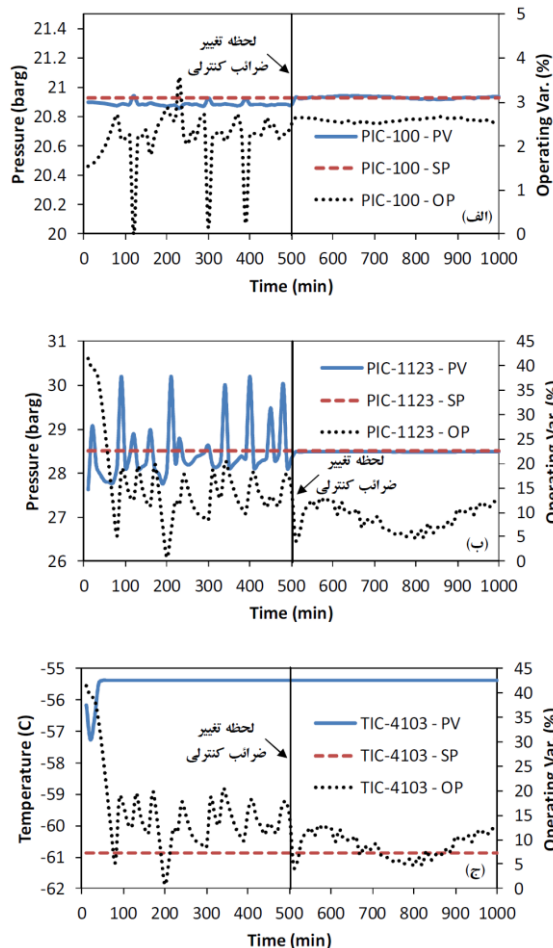 لحظه تغییر
ضرائب کنترلی
Pressure (barg)
21.4
21.2
21
20.8
20.6
20.4
20.2
20
5
4
3
2
1
0
Operating Var. (%)
PIC-100 - PV
PIC-100 - SP
PIC-100 - OP
(الف)
0 100 200 300 400 500 600 700 800 900 1000
Time (min)
Pressure (barg)
31
30
29
28
27
26
45
40
35
30
25
20
15
10
5
0
Operating Var. (%)
PIC-1123 - PV
PIC-1123 - SP
PIC-1123 - OP
لحظه تغییر
ضرائب کنترلی
(ب)
0 100 200 300 400 500 600 700 800 900 1000
Time (min)
Temperature (C)
-55
-56
-57
-58
-59
-60
-61
-62
45
40
35
30
25
20
15
10
5
0
Operating Var. (%)
لحظه تغییر
ضرائب کنترلی
TIC-4103 - PV
TIC-4103 - SP
TIC-4103 - OP
(ج)
0 100 200 300 400 500 600 700 800 900 1000
Time (min)